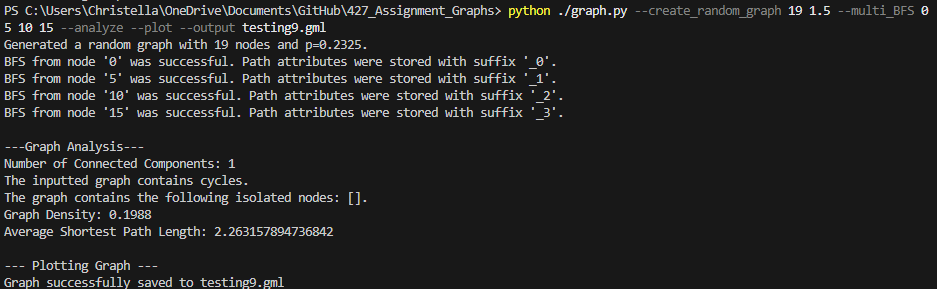 PS C:\Users\Christella\OneDrive\Documents\GitHub\427_Assignment_Graphs> python ./graph.py --create_random_graph 19 1.5 --multi_BFS 0
5 10 15 --analyze --plot --output testing9.gml
Generated a random graph with 19 nodes and p=0.2325.
BFS from node '0' was successful. Path attributes were stored with suffix '_0'.
BFS from node '5' was successful. Path attributes were stored with suffix '_1'.
BFS from node '10' was successful. Path attributes were stored with suffix '_2'.
BFS from node '15' was successful. Path attributes were stored with suffix '_3'.

---Graph Analysis---
Number of Connected Components: 1
The inputted graph contains cycles.
The graph contains the following isolated nodes: [].
Graph Density: 0.1988
Average Shortest Path Length: 2.263157894736842

--- Plotting Graph ---
Graph successfully saved to testing9.gml